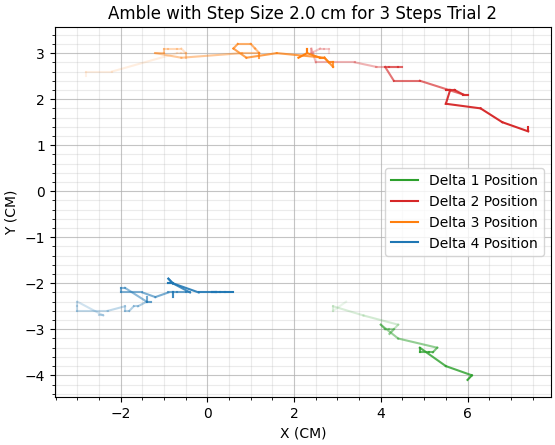 Amble with Step Size 2.0 cm for 3 Steps Trial 2
3
2
1
0
−1
−2
−3
−4
Y (CM)
Delta 1 Position
Delta 2 Position
Delta 3 Position
Delta 4 Position
−2
0
2
4
6
X (CM)